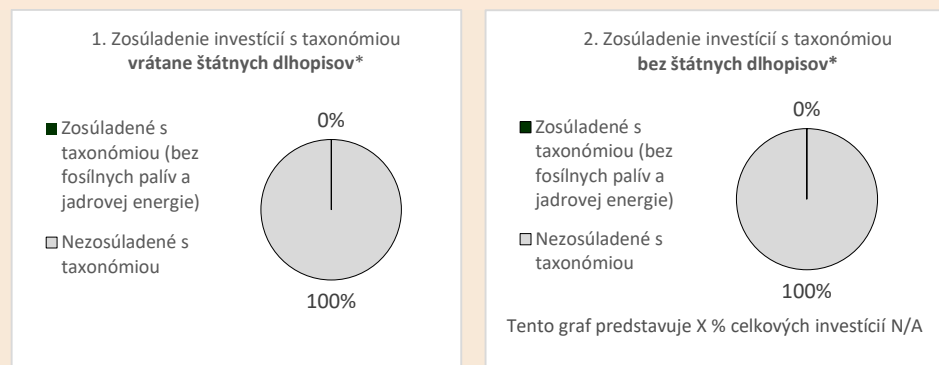 1. Zosúladenie investícií s taxonómiou
vrátane štátnych dlhopisov*
Zosúladené s
taxonómiou (bez
fosílnych palív a
jadrovej energie)
Nezosúladené s
taxonómiou
0%
100%
2. Zosúladenie investícií s taxonómiou
bez štátnych dlhopisov*
Zosúladené s
taxonómiou (bez
fosílnych palív a
jadrovej energie)
Nezosúladené s
taxonómiou
0%
100%
Tento graf predstavuje X % celkových investícií N/A